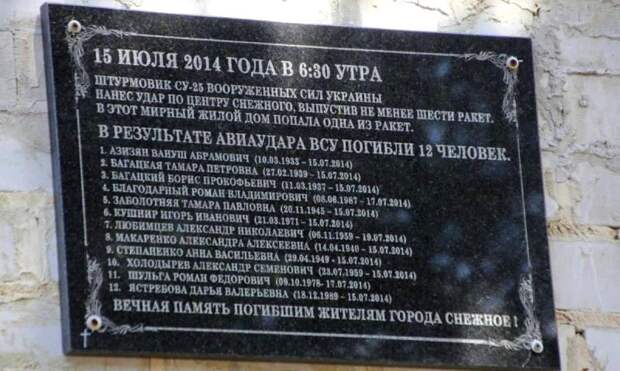 15 ИЮЛЯ 2014 ГОДА В 6:30 УТРА
ШТУРМОВИК СУ-25 ВООРУЖЕННЫХ СИЛ УКРАИНЫ
НАНЕС УДАР ПО ЦЕНТРУ СНЕЖНОГО, ВЫПУСТИВ НЕ МЕНЕЕ ШЕСТИ РАКЕТ.
В ЭТОТ МИРНЫЙ ЖИЛОЙ ДОМ ПОПАЛА ОДНА ИЗ РАКЕТ.
В РЕЗУЛЬТАТЕ АВИАУДАРА ВСУ ПОГИБЛИ 12 ЧЕЛОВЕК.
1. АЗИЗЯН ВАНУШ АБРАМОВИЧ (10.03.1933 - 15.07.2014)
2. БАГАЦКАЯ ТАМАРА ПЕТРОВНА (27.02.1939 - 15.07.2014)
3. БАГАЦКИЙ БОРИС ПРОКОФЬЕВИЧ (11.03.1937 - 15.07.2014)
4. БЛАГОДАРНЫЙ РОМАН ВЛАДИМИРОВИЧ (08.06.1987 - 17.07.2014)
5. ЗАБОЛОТНЯЯ ТАМАРА ПАВЛОВНА (20.11.1945 - 15.07.2014)
6. КУШНИР ИГОРЬ ИВАНОВИЧ (21.03.1971 - 15.07.2014)
7. ЛЮБИМЦЕВ АЛЕКСАНДР НИКОЛАЕВИЧ (06.11.1959 - 19.07.2014)
8. МАКАРЕНКО АЛЕКСАНДРА АЛЕКСЕЕВНА (14.04.1940 - 15.07.2014)
9. СТЕПАНЕНКО АННА ВАСИЛЬЕВНА (29.04.1949 - 15.07.2014)
10. ХОЛОДЫРЕВ АЛЕКСАНДР СЕМЕНОВИЧ (23.07.1959 - 15.07.2014)
11. ШУЛЬГА РОМАН ФЕДОРОВИЧ (09.10.1978- 17.07.2014)
12. ЯСТРЕБОВА ДАРЬЯ ВАЛЕРЬЕВНА (18.12.1989 - 15.07.2014)
ВЕЧНАЯ ПАМЯТЬ ПОГИБШИМ ЖИТЕЛЯМ ГОРОДА СНЕЖНОЕ !